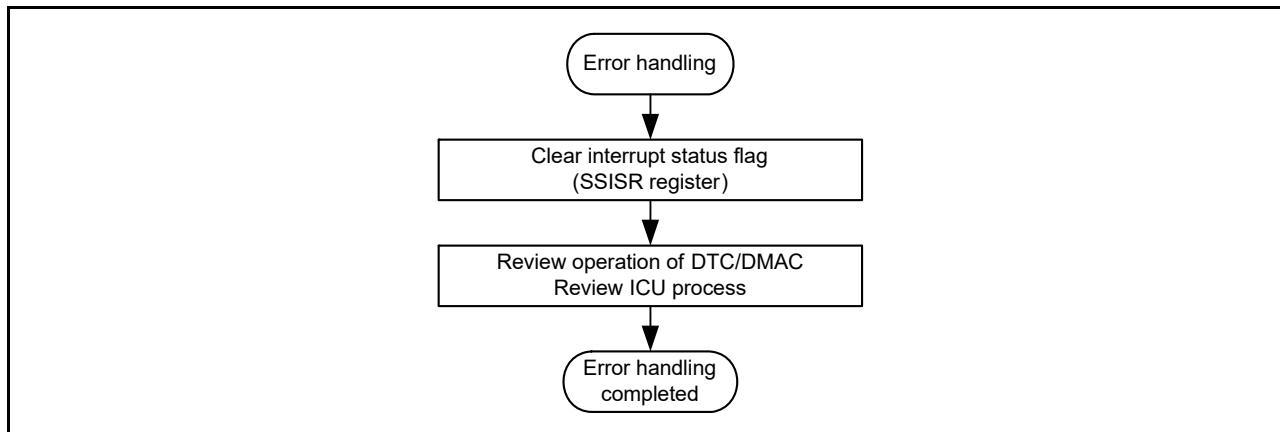 Error handling
Clear interrupt status flag
(SSISR register)
Review operation of DTC/DMAC
Review ICU process
Error handling
completed